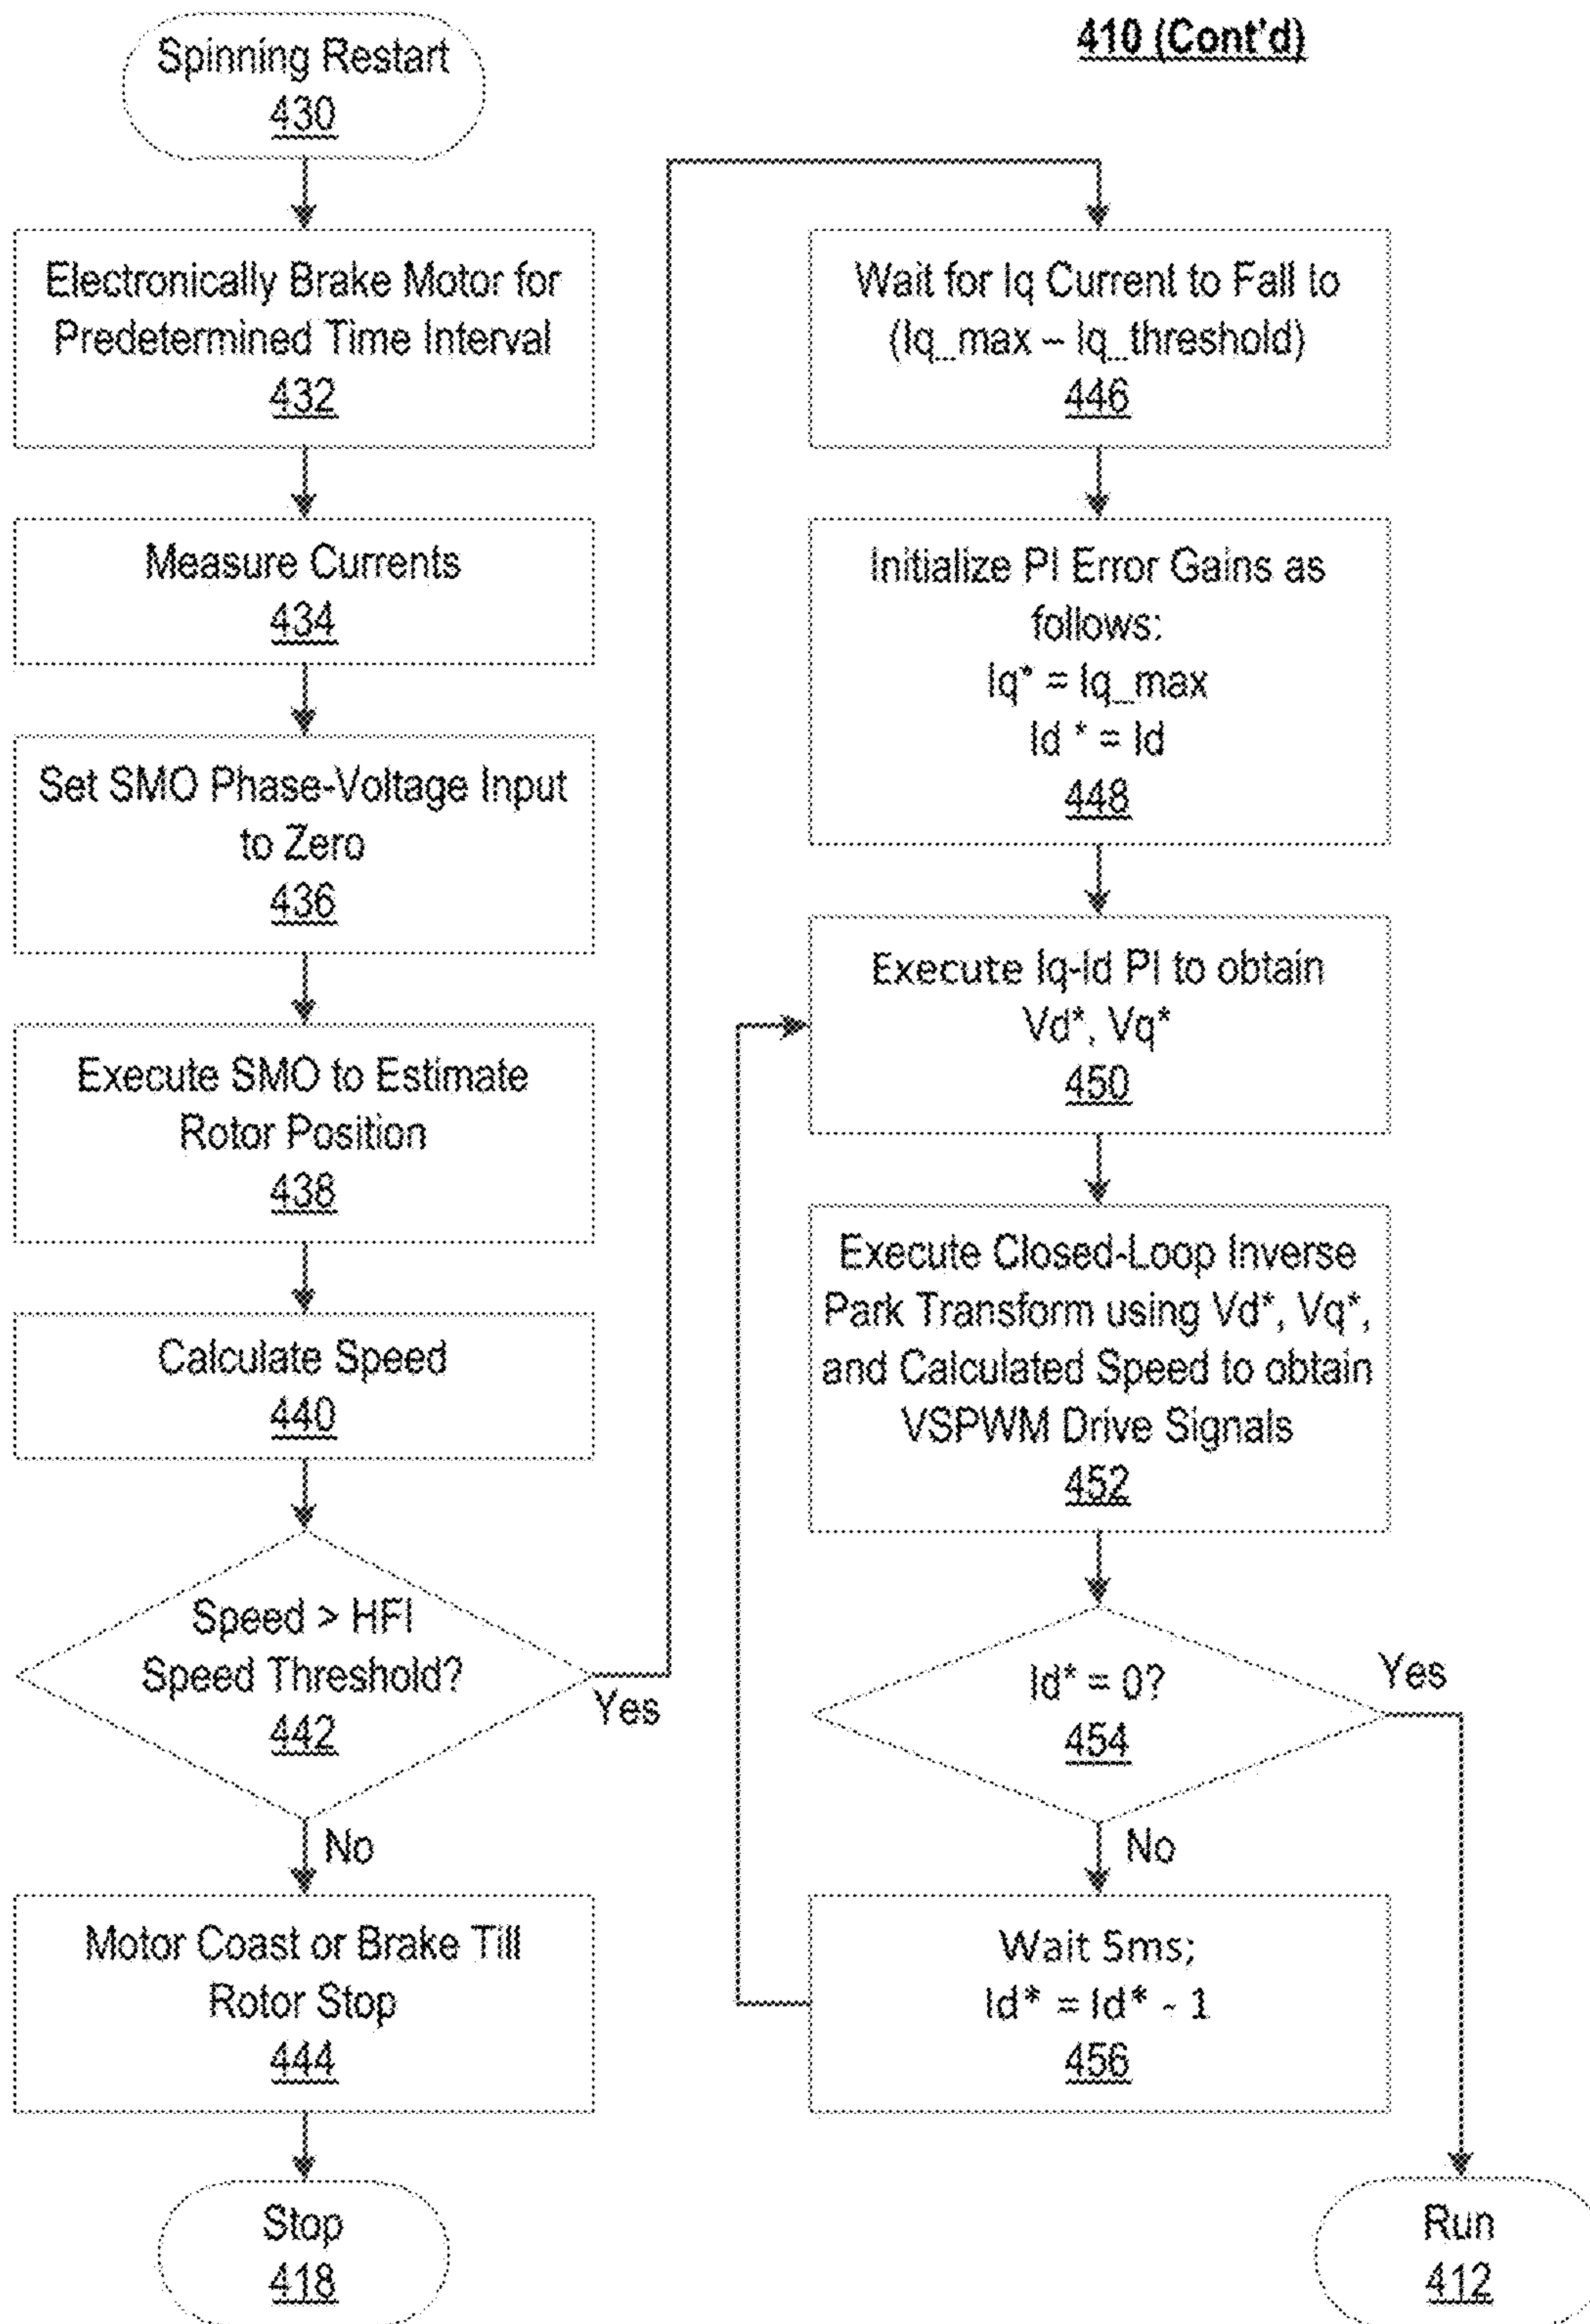 410 (Cont'd)
Spinning Restart
430
Electronically Brake Motor for
Predetermined Time Interval
432
Measure Currents
434
Set SMO Phase-Voltage Input
to Zero
436
Execute SMO to Estimate
Rotor Position
438
Calculate Speed
440
Speed > HFI
Speed Threshold?
442
Yes
No
Motor Coast or Brake Till
Rotor Stop
444
Stop
418
Wait for Iq Current to Fall to
(Iq_max – Iq_threshold)
446
Initialize PI Error Gains as
follows:
Iq* = Iq_max
Id * = Id
448
Execute Iq-Id PI to obtain
Vd*, Vq*
450
Execute Closed-Loop Inverse
Park Transform using Vd*, Vq*,
and Calculated Speed to obtain
VSPWM Drive Signals
452
Id* = 0?
454
Yes
No
Wait 5ms;
Id* = Id* - 1
456
Run
412